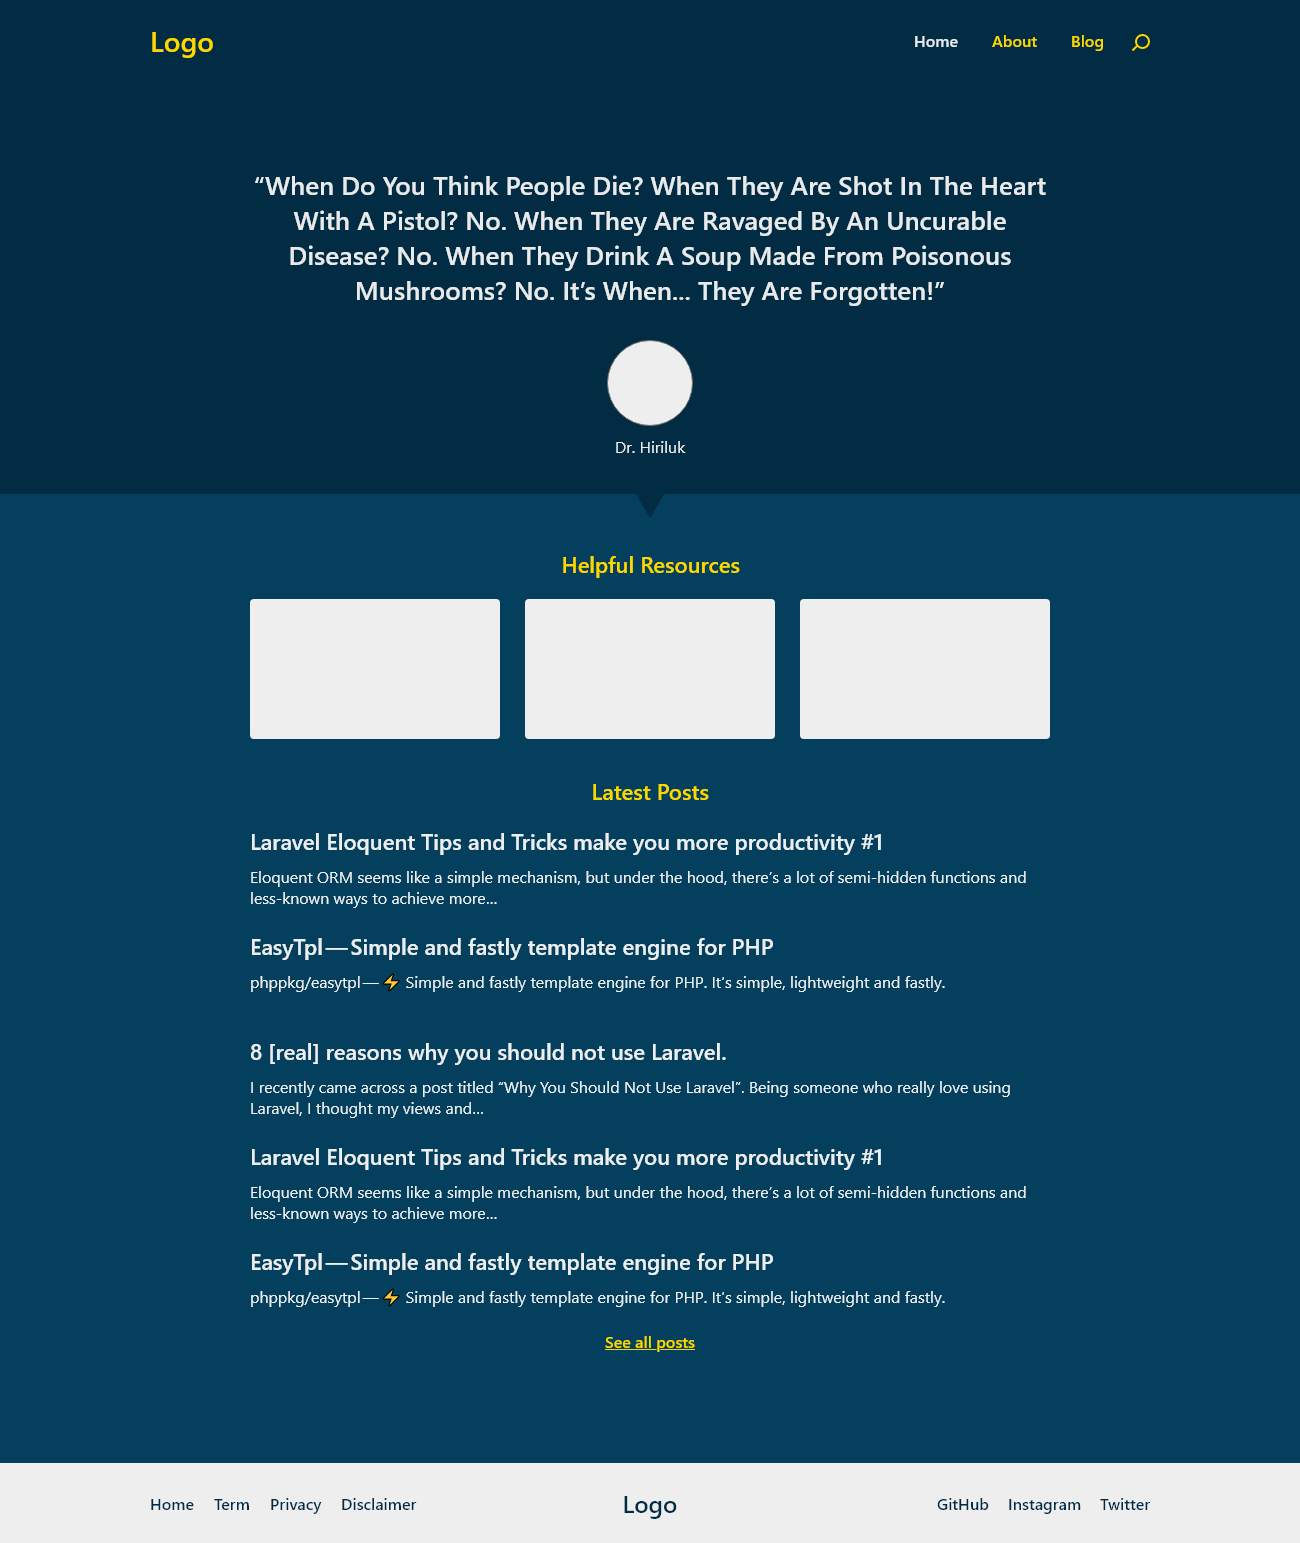 Logo
Home About Blog
“When Do You Think People Die? When They Are Shot In The Heart
With A Pistol? No. When They Are Ravaged By An Uncurable
Disease? No. When They Drink A Soup Made From Poisonous
Mushrooms? No. It’s When... They Are Forgotten!”
Dr. Hiriluk
Helpful Resources
Latest Posts
Laravel Eloquent Tips and Tricks make you more productivity #1
Eloquent ORM seems like a simple mechanism, but under the hood, there’s a lot of semi-hidden functions and
less-known ways to achieve more...
EasyTpl — Simple and fastly template engine for PHP
phppkg/easytpl — ⚡ Simple and fastly template engine for PHP. It’s simple, lightweight and fastly.
8 [real] reasons why you should not use Laravel.
I recently came across a post titled “Why You Should Not Use Laravel”. Being someone who really love using
Laravel, I thought my views and...
Laravel Eloquent Tips and Tricks make you more productivity #1
Eloquent ORM seems like a simple mechanism, but under the hood, there’s a lot of semi-hidden functions and
less-known ways to achieve more...
EasyTpl — Simple and fastly template engine for PHP
phppkg/easytpl — ⚡ Simple and fastly template engine for PHP. It’s simple, lightweight and fastly.
See all posts
Home Term Privacy Disclaimer
Logo
GitHub Instagram Twitter